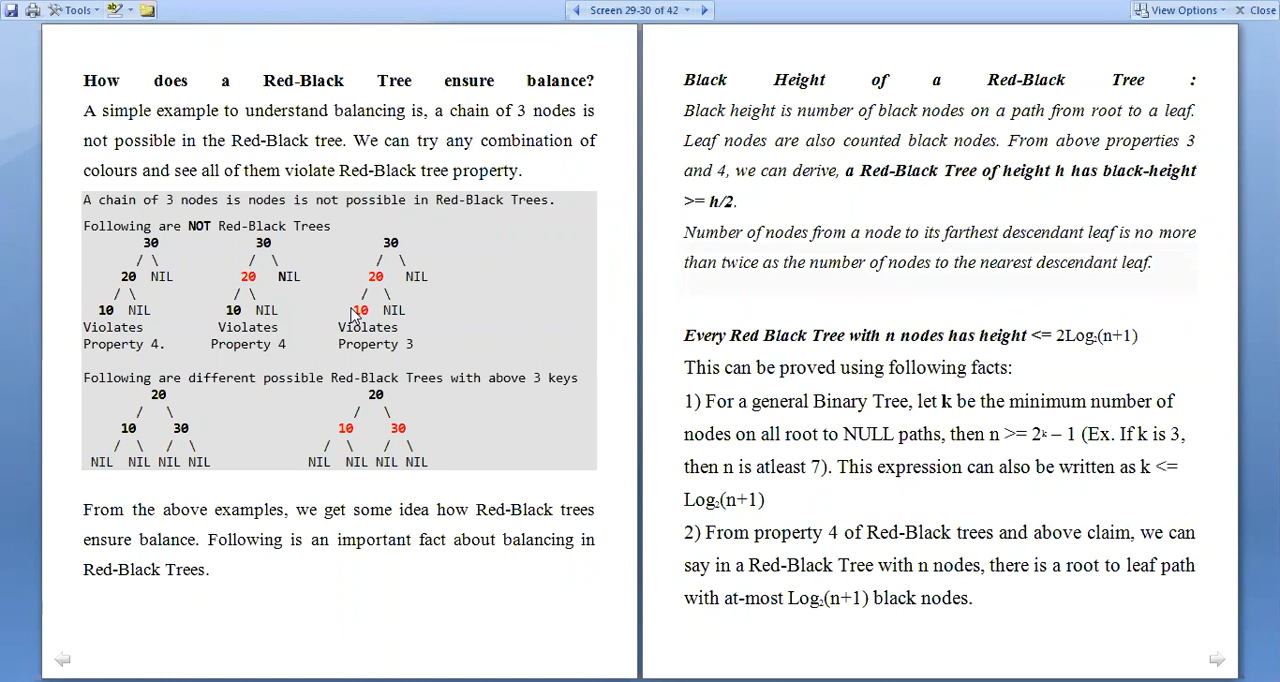 Tools
Screen 29-30 of 42
View Options
Close
How does a Red-Black Tree ensure balance?
A simple example to understand balancing is, a chain of 3 nodes is
not possible in the Red-Black tree. We can try any combination of
colours and see all of them violate Red-Black tree property.
A chain of 3 nodes is nodes is not possible in Red-Black Trees.
Following are NOT Red-Black Trees
30 30 30
/ \ / \ / \
20 NIL 20 NIL 20 NIL
/ \ / \ / \
10 NIL 10 NIL 10 NIL
Violates Violates Violates
Property 4. Property 4 Property 3
Following are different possible Red-Black Trees with above 3 keys
20 20
/ \ / \
10 30 10 30
/ \ / \ / \ / \
NIL NIL NIL NIL NIL NIL NIL NIL
From the above examples, we get some idea how Red-Black trees
ensure balance. Following is an important fact about balancing in
Red-Black Trees.
Black Height of a Red-Black Tree :
Black height is number of black nodes on a path from root to a leaf.
Leaf nodes are also counted black nodes. From above properties 3
and 4, we can derive, a Red-Black Tree of height h has black-height
>= h/2.
Number of nodes from a node to its farthest descendant leaf is no more
than twice as the number of nodes to the nearest descendant leaf.
Every Red Black Tree with n nodes has height <= 2Log₂(n+1)
This can be proved using following facts:
1) For a general Binary Tree, let k be the minimum number of
nodes on all root to NULL paths, then n >= 2ᵏ – 1 (Ex. If k is 3,
then n is atleast 7). This expression can also be written as k <=
Log₂(n+1)
2) From property 4 of Red-Black trees and above claim, we can
say in a Red-Black Tree with n nodes, there is a root to leaf path
with at-most Log₂(n+1) black nodes.